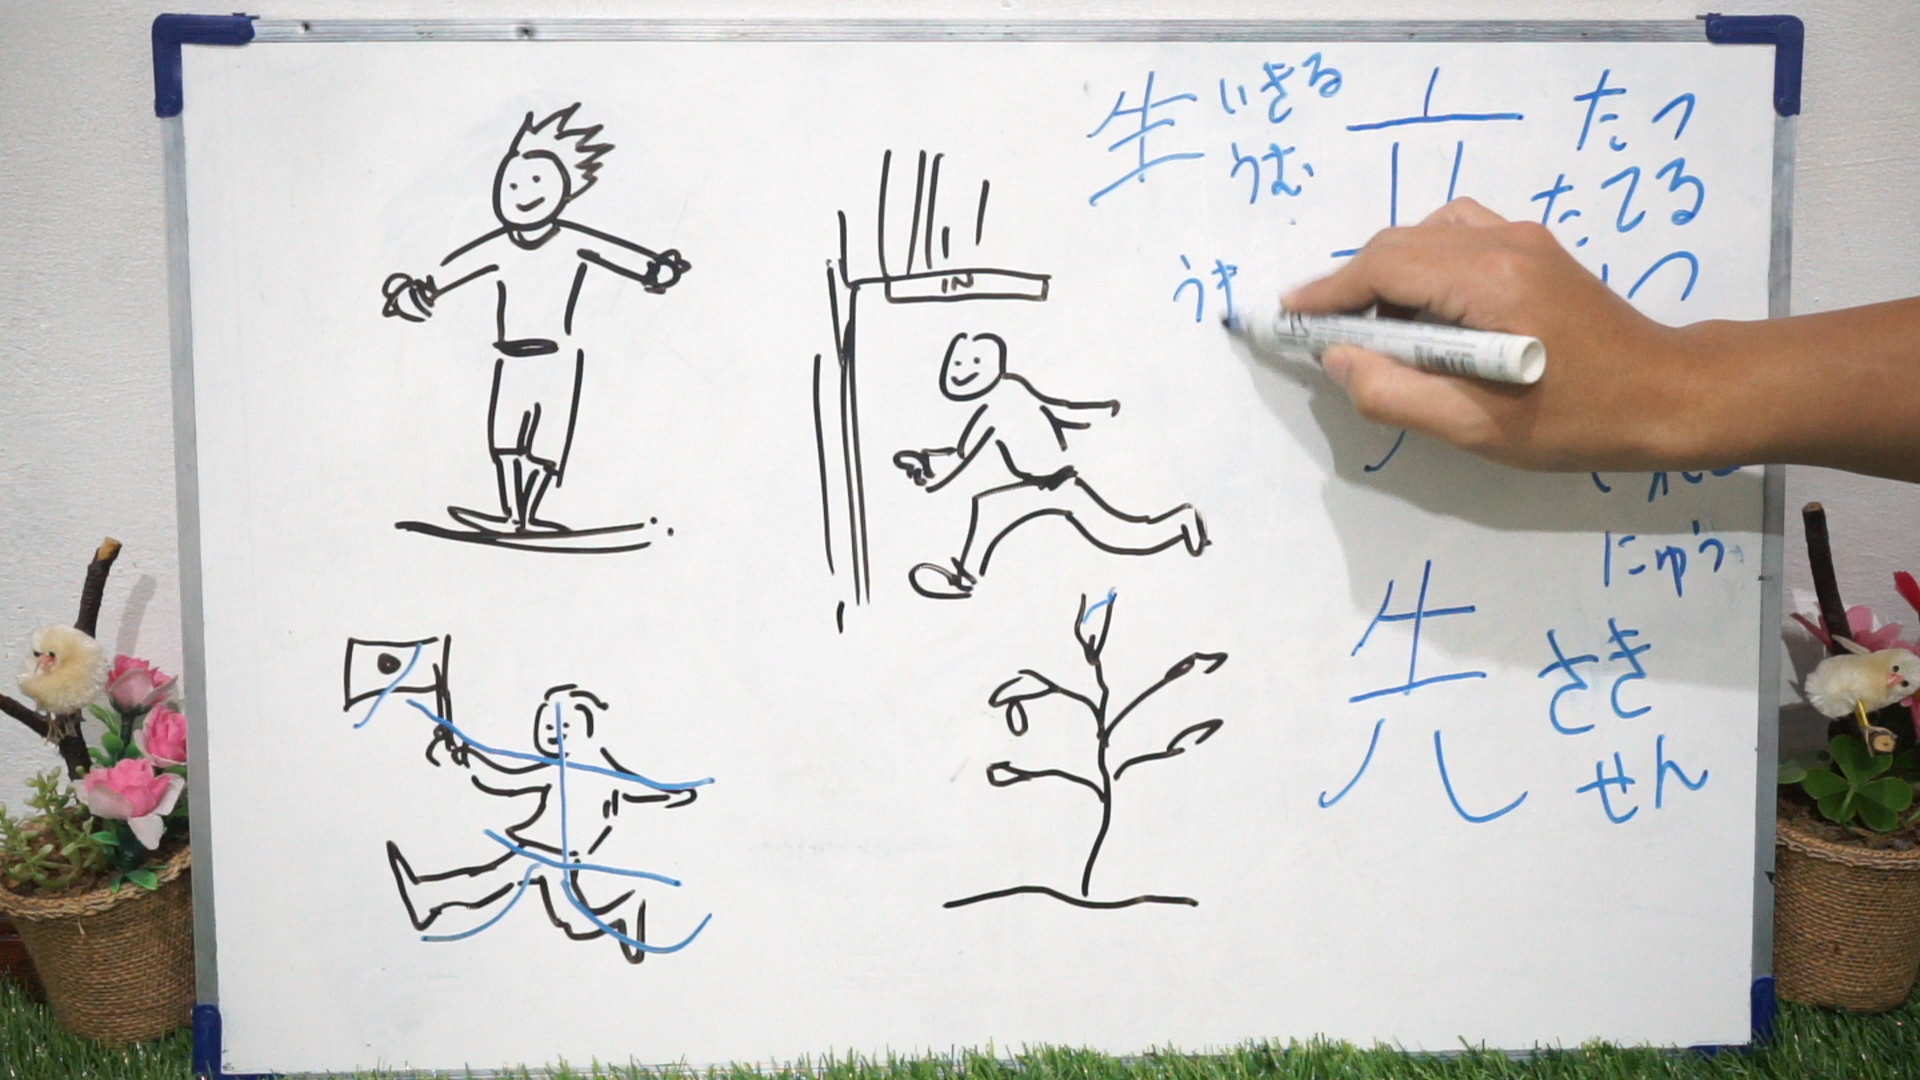 IN
生 いきる
うむ
うま
立 たつ
たてる
つ
にゅう
先 さき
せん